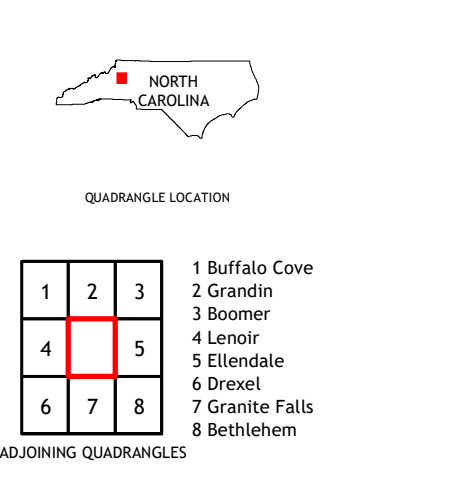 NORTH
CAROLINA
QUADRANGLE LOCATION
1 2 3
4 5
6 7 8
1 Buffalo Cove
2 Grandin
3 Boomer
4 Lenoir
5 Ellendale
6 Drexel
7 Granite Falls
8 Bethlehem
ADJOINING QUADRANGLES